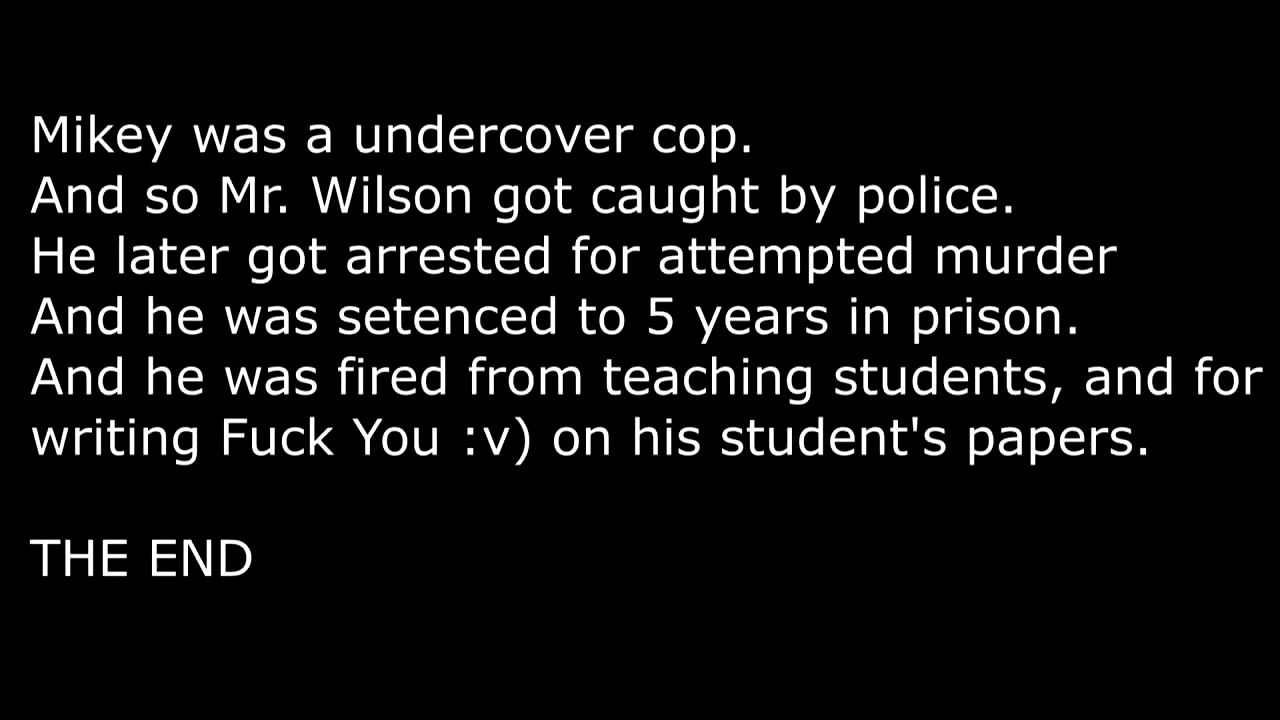 Mikey was a undercover cop.
And so Mr. Wilson got caught by police.
He later got arrested for attempted murder
And he was setenced to 5 years in prison.
And he was fired from teaching students, and for
writing Fuck You :v) on his student's papers.
THE END